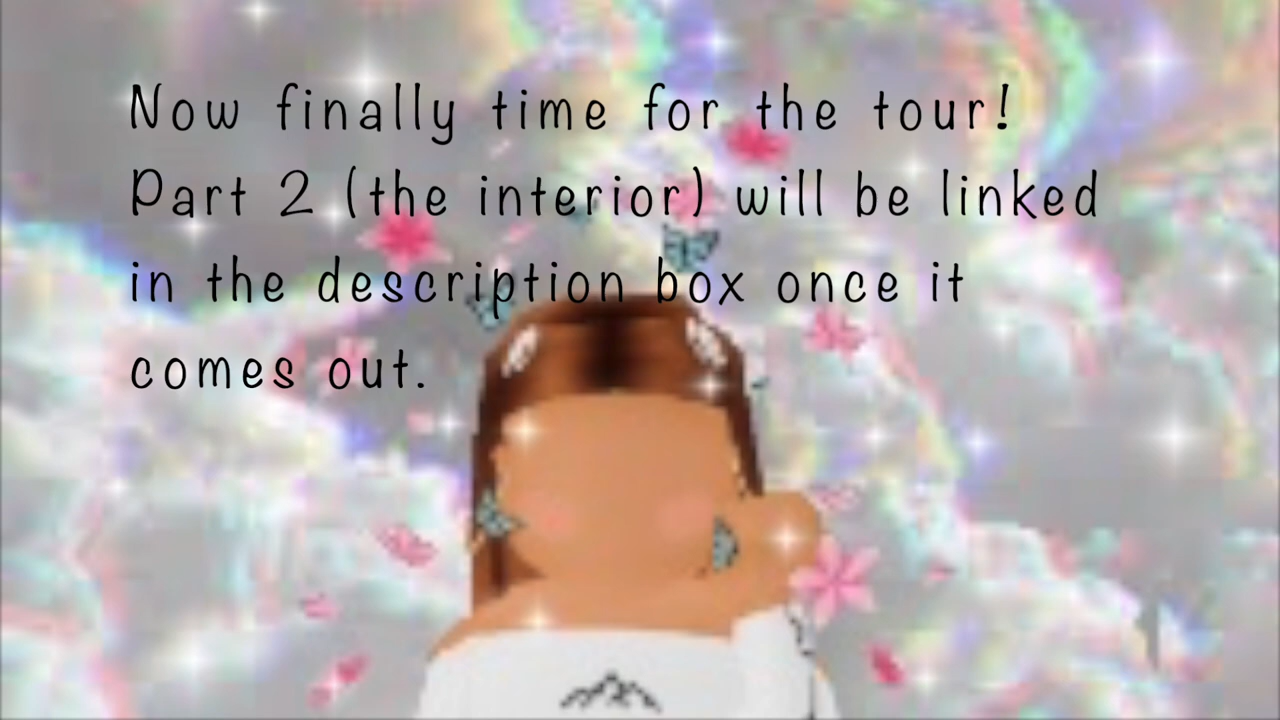 Now finally time for the tour!
Part 2 (the interior) will be linked
in the description box once it
comes out.